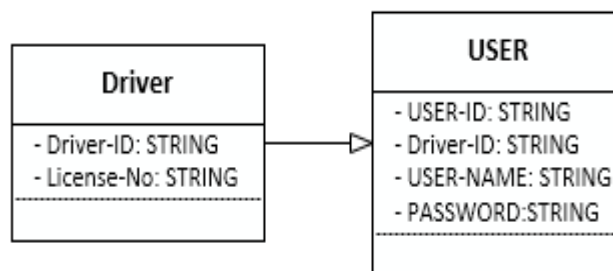 Driver
- Driver-ID: STRING
- License-No: STRING
USER
- USER-ID: STRING
- Driver-ID: STRING
- USER-NAME: STRING
- PASSWORD:STRING